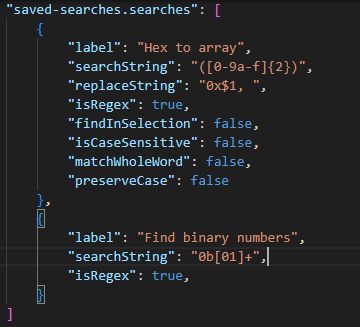 "saved-searches.searches": [
{
"label": "Hex to array",
"searchString": "([0-9a-f]{2})",
"replaceString": "0x$1, ",
"isRegex": true,
"findInSelection": false,
"isCaseSensitive": false,
"matchWholeWord": false,
"preserveCase": false
},
{
"label": "Find binary numbers",
"searchString": "0b[01]+",
"isRegex": true,
}
]